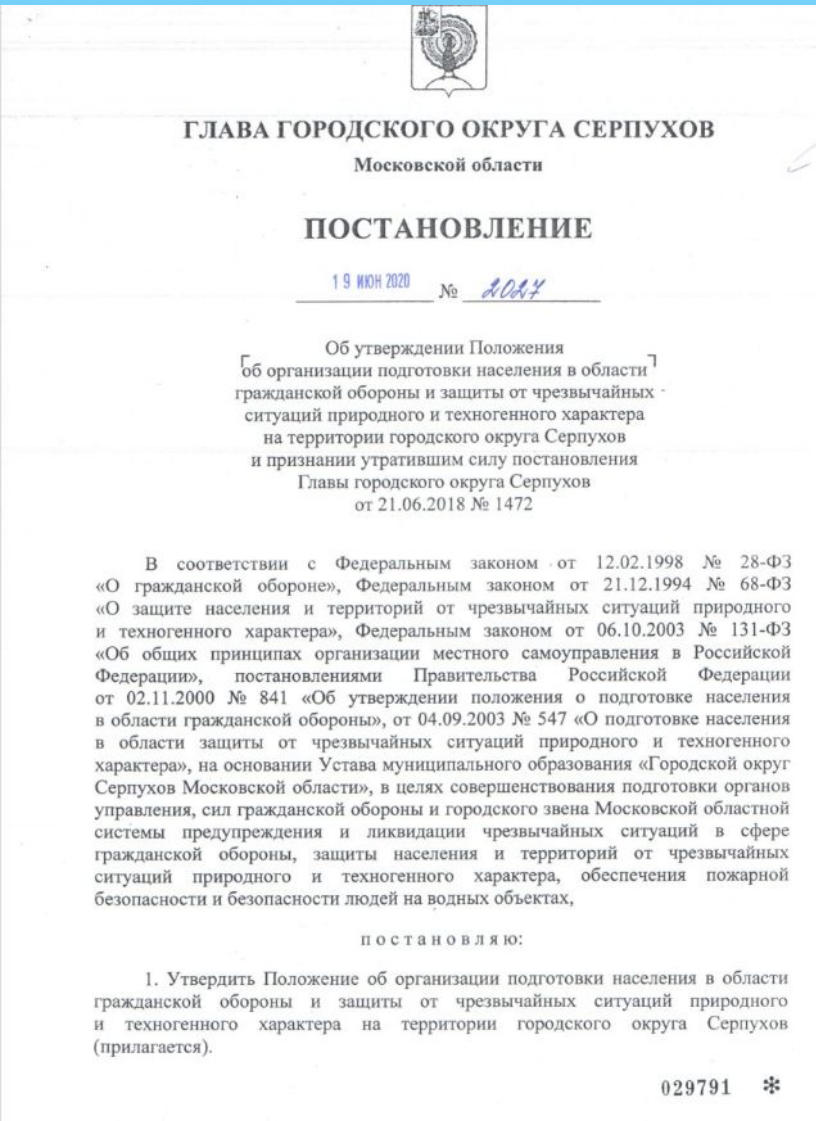 ГЛАВА ГОРОДСКОГО ОКРУГА СЕРПУХОВ
Московской области
ПОСТАНОВЛЕНИЕ
19 ИЮН 2020 № 2027
Об утверждении Положения
об организации подготовки населения в области
гражданской обороны и защиты от чрезвычайных
ситуаций природного и техногенного характера
на территории городского округа Серпухов
и признании утратившим силу постановления
Главы городского округа Серпухов
от 21.06.2018 № 1472
В соответствии с Федеральным законом от 12.02.1998 № 28-ФЗ
«О гражданской обороне», Федеральным законом от 21.12.1994 № 68-ФЗ
«О защите населения и территорий от чрезвычайных ситуаций природного
и техногенного характера», Федеральным законом от 06.10.2003 № 131-ФЗ
«Об общих принципах организации местного самоуправления в Российской
Федерации», постановлениями Правительства Российской Федерации
от 02.11.2000 № 841 «Об утверждении положения о подготовке населения
в области гражданской обороны», от 04.09.2003 № 547 «О подготовке населения
в области защиты от чрезвычайных ситуаций природного и техногенного
характера», на основании Устава муниципального образования «Городской округ
Серпухов Московской области», в целях совершенствования подготовки органов
управления, сил гражданской обороны и городского звена Московской областной
системы предупреждения и ликвидации чрезвычайных ситуаций в сфере
гражданской обороны, защиты населения и территорий от чрезвычайных
ситуаций природного и техногенного характера, обеспечения пожарной
безопасности и безопасности людей на водных объектах,
п о с т а н о в л я ю:
1. Утвердить Положение об организации подготовки населения в области
гражданской обороны и защиты от чрезвычайных ситуаций природного
и техногенного характера на территории городского округа Серпухов
(прилагается).
029791 *